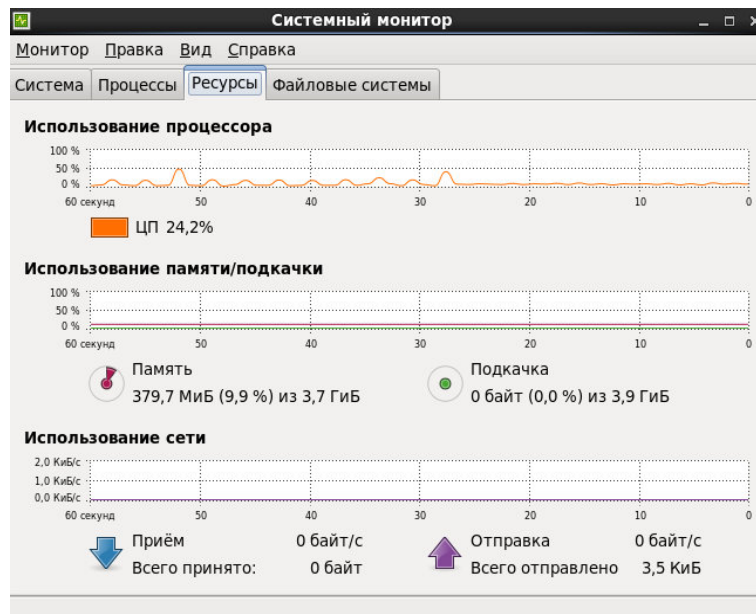 Системный монитор
Монитор Правка Вид Справка
Система Процессы Ресурсы Файловые системы
Использование процессора
100 %
50 %
0 %
60 секунд 50 40 30 20 10 0
ЦП 24,2%
Использование памяти/подкачки
100 %
50 %
0 %
60 секунд 50 40 30 20 10 0
Память Подкачка
379,7 МиБ (9,9 %) из 3,7 ГиБ 0 байт (0,0 %) из 3,9 ГиБ
Использование сети
2,0 КиБ/с
1,0 КиБ/с
0,0 КиБ/с
60 секунд 50 40 30 20 10 0
Приём 0 байт/с Отправка 0 байт/с
Всего принято: 0 байт Всего отправлено 3,5 КиБ